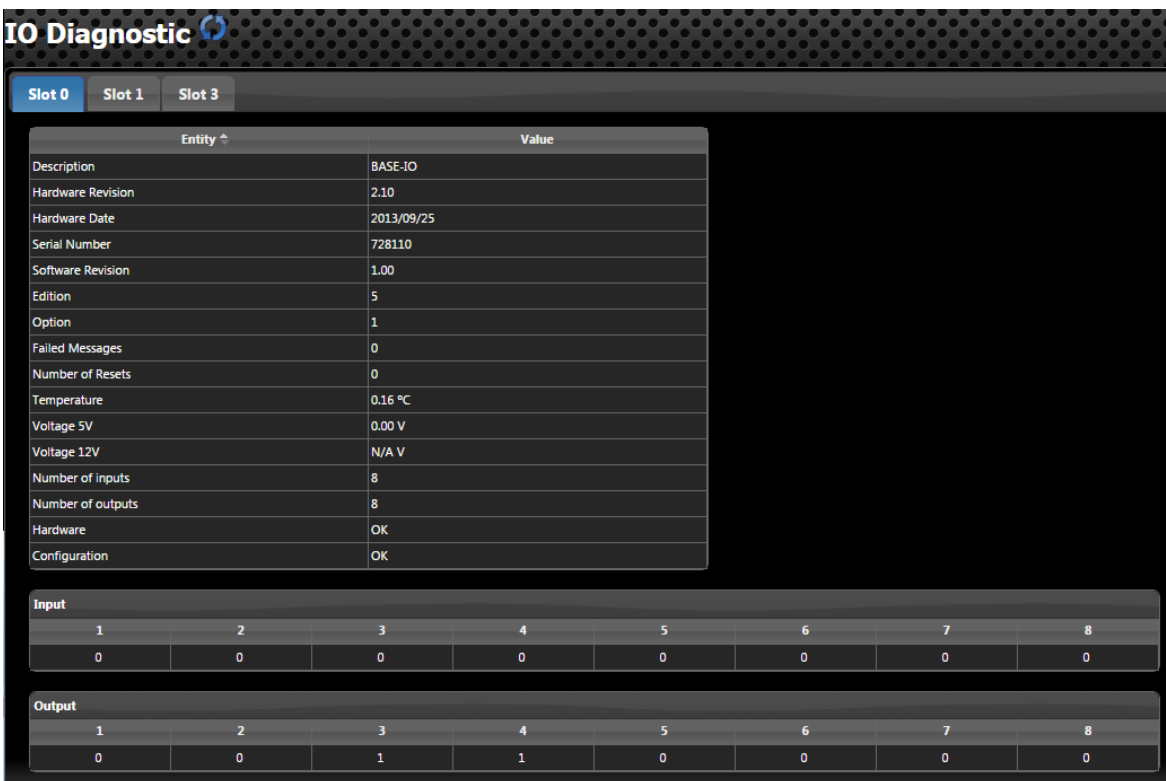 IO Diagnostic
Slot 0 Slot 1 Slot 3
Entity Value
Description BASE-IO
Hardware Revision 2.10
Hardware Date 2013/09/25
Serial Number 728110
Software Revision 1.00
Edition 5
Option 1
Failed Messages 0
Number of Resets 0
Temperature 0.16 ºC
Voltage 5V 0.00 V
Voltage 12V N/A V
Number of inputs 8
Number of outputs 8
Hardware OK
Configuration OK
Input
1 2 3 4 5 6 7 8
0 0 0 0 0 0 0 0
Output
1 2 3 4 5 6 7 8
0 0 1 1 0 0 0 0